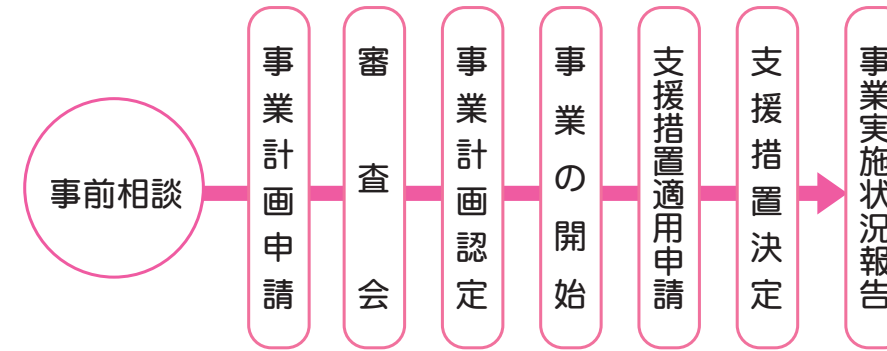 事前相談
事業計画申請
審査会
事業計画認定
事業の開始
支援措置適用申請
支援措置決定
事業実施状況報告